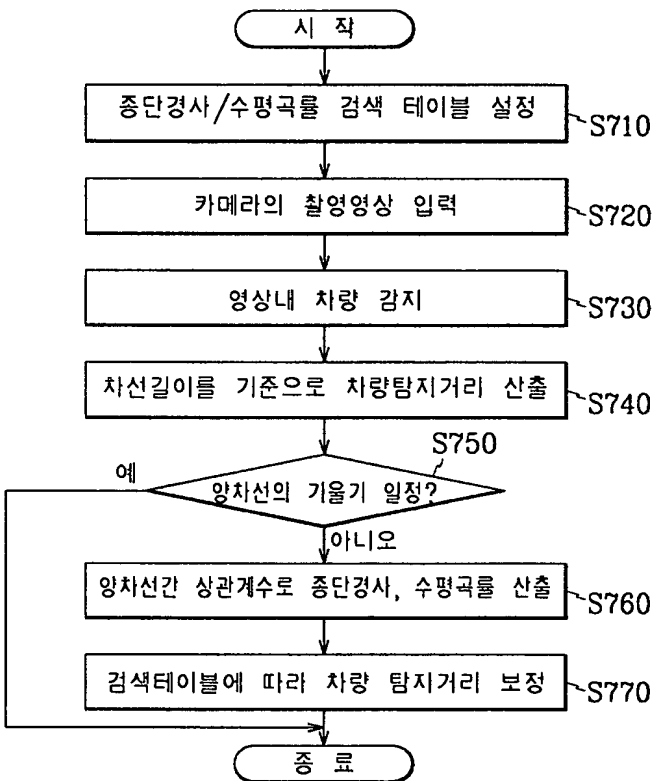 시 작
종단경사/수평곡률 검색 테이블 설정
S710
카메라의 촬영영상 입력
S720
영상내 차량 감지
S730
차선길이를 기준으로 차량탐지거리 산출
S740
S750
예
양차선의 기울기 일정?
아니오
양차선간 상관계수로 종단경사, 수평곡률 산출
S760
검색테이블에 따라 차량 탐지거리 보정
S770
종 료